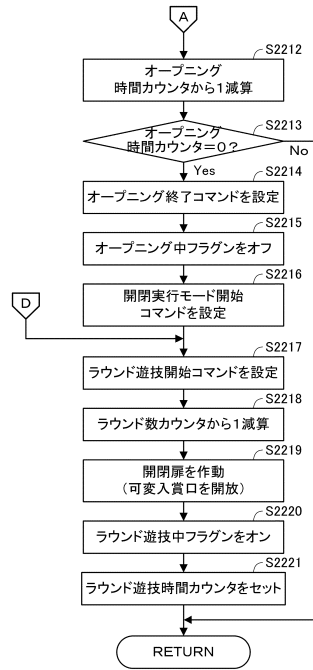 A
S2212
オープニング
時間カウンタから1減算
S2213
オープニング
時間カウンタ=0?
No
Yes
S2214
オープニング終了コマンドを設定
S2215
オープニング中フラグンをオフ
S2216
開閉実行モード開始
コマンドを設定
D
S2217
ラウンド遊技開始コマンドを設定
S2218
ラウンド数カウンタから1減算
S2219
開閉扉を作動
(可変入賞口を開放)
S2220
ラウンド遊技中フラグンをオン
S2221
ラウンド遊技時間カウンタをセット
RETURN